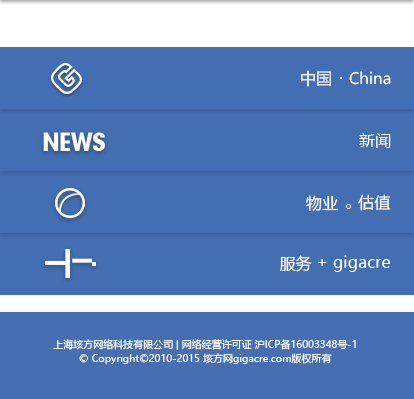 中国 · China
NEWS 新闻
物业 。估值
服务 + gigacre
上海垓方网络科技有限公司 | 网络经营许可证 沪ICP备16003348号-1
© Copyright©2010-2015 垓方网gigacre.com版权所有